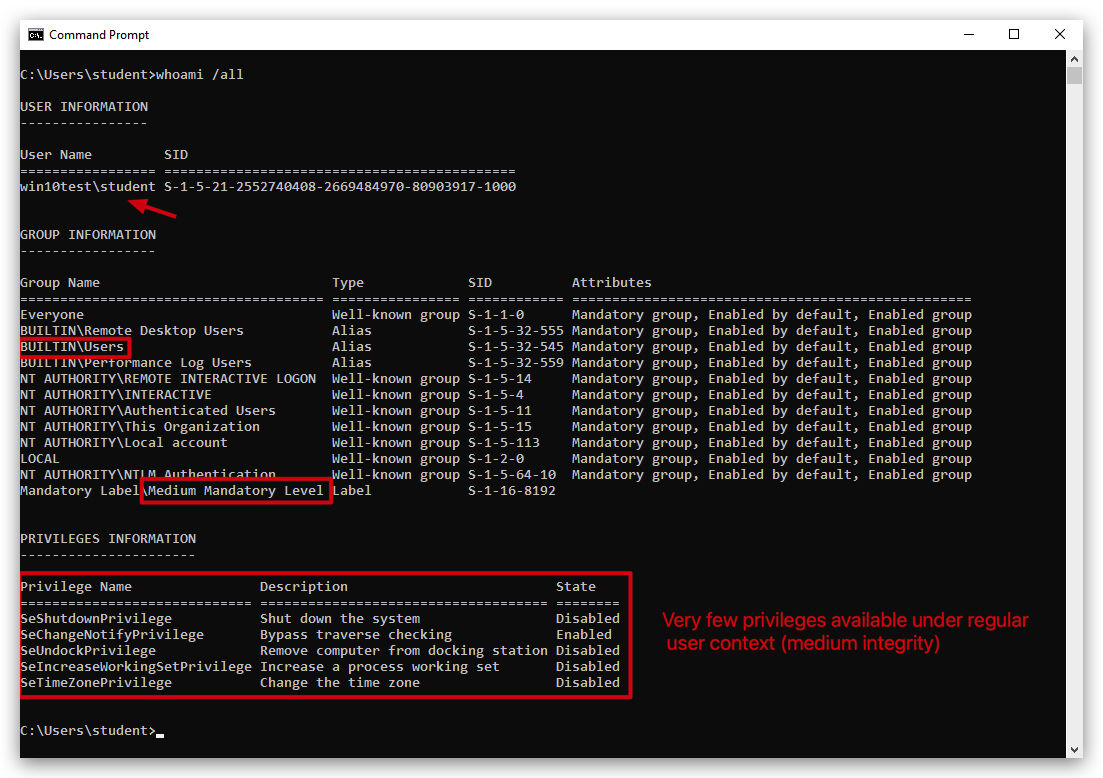 Command Prompt
C:\Users\student>whoami /all
USER INFORMATION
----------------
User Name        SID
================= ============================================
win10test\student S-1-5-21-2552740408-2669484970-80903917-1000
GROUP INFORMATION
-----------------
Group Name                             Type             SID          Attributes
====================================== ================ ============ ==================================================
Everyone                               Well-known group S-1-1-0      Mandatory group, Enabled by default, Enabled group
BUILTIN\Remote Desktop Users           Alias            S-1-5-32-555 Mandatory group, Enabled by default, Enabled group
BUILTIN\Users                          Alias            S-1-5-32-545 Mandatory group, Enabled by default, Enabled group
BUILTIN\Performance Log Users          Alias            S-1-5-32-559 Mandatory group, Enabled by default, Enabled group
NT AUTHORITY\REMOTE INTERACTIVE LOGON  Well-known group S-1-5-14     Mandatory group, Enabled by default, Enabled group
NT AUTHORITY\INTERACTIVE               Well-known group S-1-5-4      Mandatory group, Enabled by default, Enabled group
NT AUTHORITY\Authenticated Users       Well-known group S-1-5-11     Mandatory group, Enabled by default, Enabled group
NT AUTHORITY\This Organization         Well-known group S-1-5-15     Mandatory group, Enabled by default, Enabled group
NT AUTHORITY\Local account             Well-known group S-1-5-113    Mandatory group, Enabled by default, Enabled group
LOCAL                                  Well-known group S-1-2-0      Mandatory group, Enabled by default, Enabled group
NT AUTHORITY\NTLM Authentication       Well-known group S-1-5-64-10  Mandatory group, Enabled by default, Enabled group
Mandatory Label\Medium Mandatory Level Label            S-1-16-8192
PRIVILEGES INFORMATION
----------------------
Privilege Name                Description                          State
============================= ==================================== ========
SeShutdownPrivilege           Shut down the system                 Disabled
SeChangeNotifyPrivilege       Bypass traverse checking             Enabled
SeUndockPrivilege             Remove computer from docking station Disabled
SeIncreaseWorkingSetPrivilege Increase a process working set       Disabled
SeTimeZonePrivilege           Change the time zone                 Disabled
Very few privileges available under regular
user context (medium integrity)
C:\Users\student>